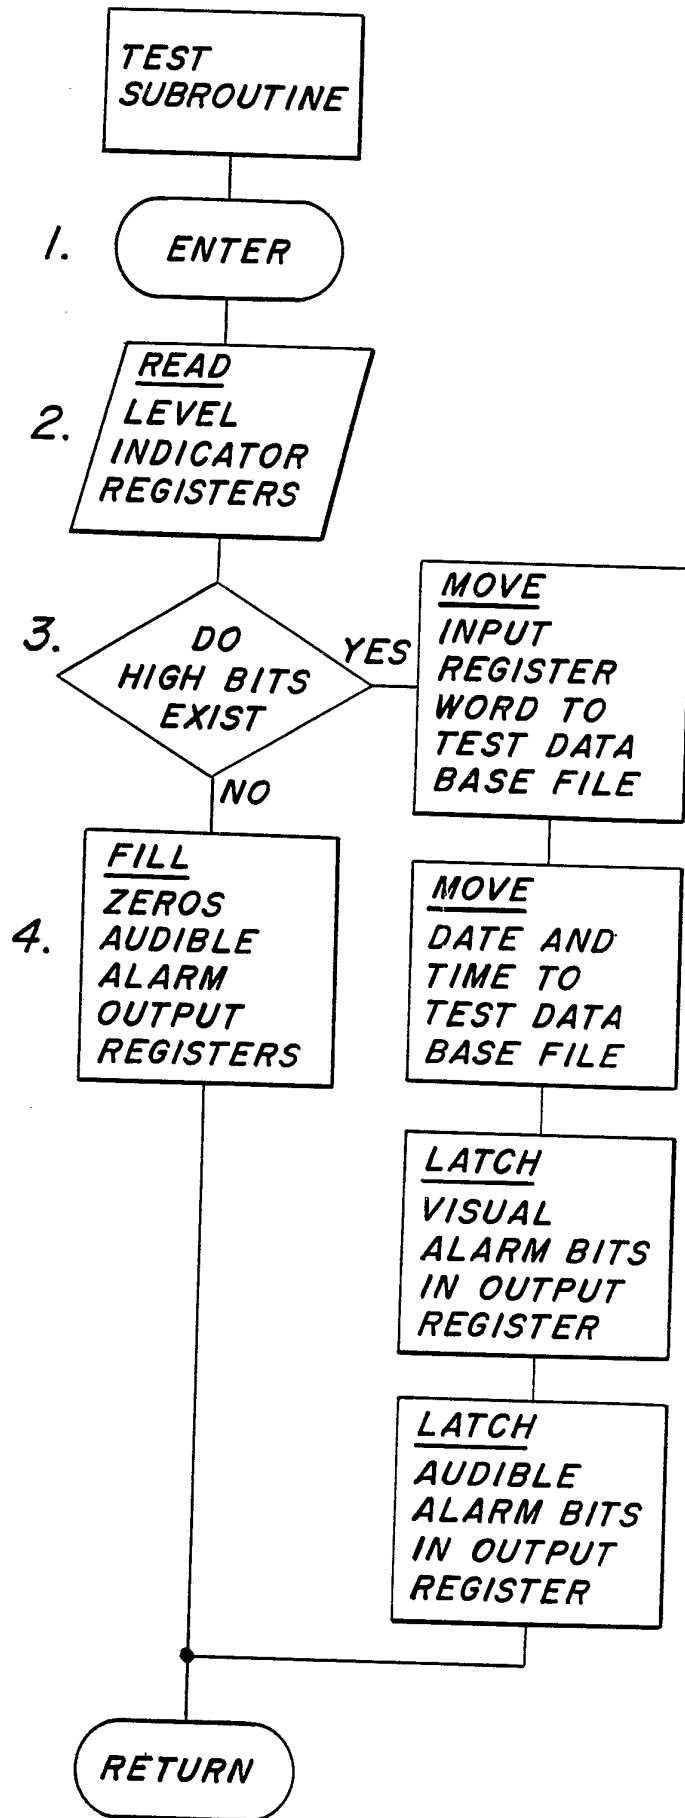 TEST
SUBROUTINE
1.
ENTER
2.
READ
LEVEL
INDICATOR
REGISTERS
3.
DO
HIGH BITS
EXIST
YES
NO
MOVE
INPUT
REGISTER
WORD TO
TEST DATA
BASE FILE
4.
FILL
ZEROS
AUDIBLE
ALARM
OUTPUT
REGISTERS
MOVE
DATE AND
TIME TO
TEST DATA
BASE FILE
LATCH
VISUAL
ALARM BITS
IN OUTPUT
REGISTER
LATCH
AUDIBLE
ALARM BITS
IN OUTPUT
REGISTER
RETURN